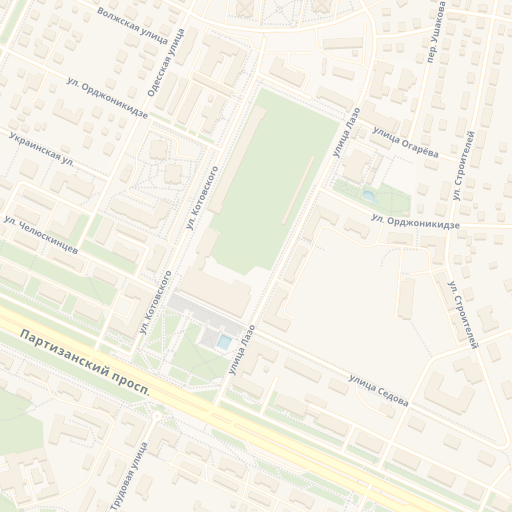 Волжская улица
Одесская улица
пер. Ушакова
ул. Орджоникидзе
улица Лазо
улица Огарёва
ул. Строителей
Украинская ул.
ул. Котовского
ул. Орджоникидзе
ул. Челюскинцев
ул. Котовского
ул. Строителей
Партизанский просп.
улица Лазо
улица Седова
Трудовая улица